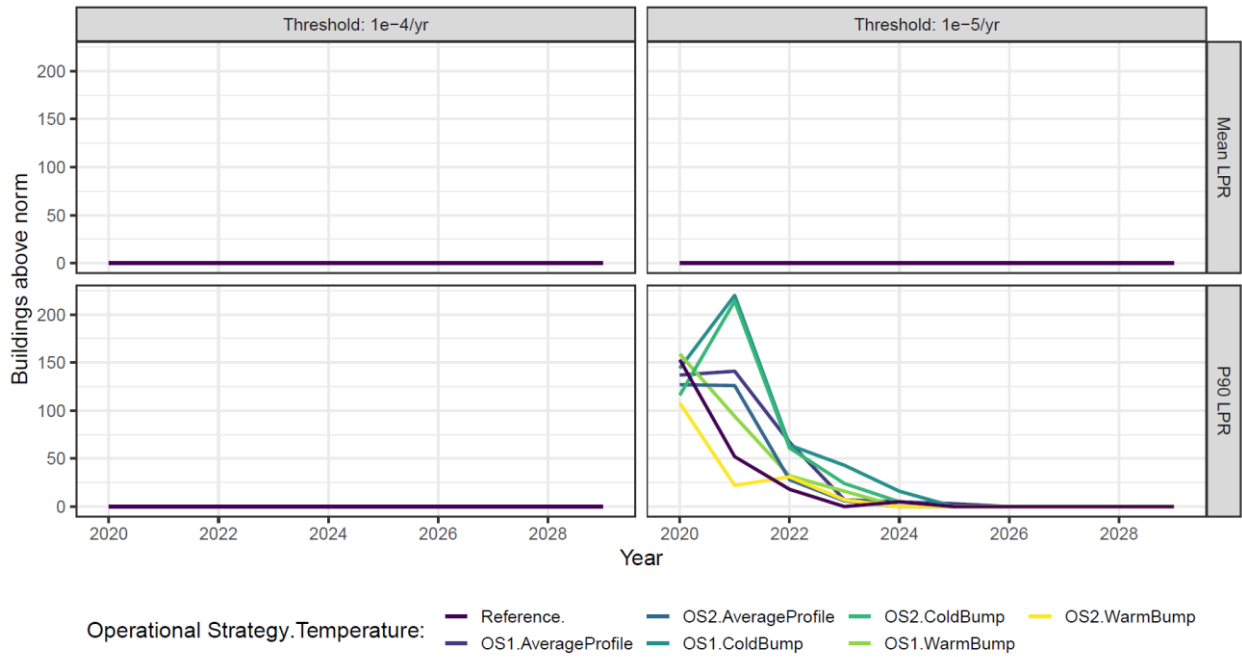 Threshold: 1e−4/yr
Threshold: 1e−5/yr
200
150
100
50
0
Mean LPR
Buildings above norm
200
150
100
50
0
P90 LPR
2020 2022 2024 2026 2028
2020 2022 2024 2026 2028
Year
Operational Strategy.Temperature:
Reference.
OS2.AverageProfile
OS2.ColdBump
OS2.WarmBump
OS1.AverageProfile
OS1.ColdBump
OS1.WarmBump